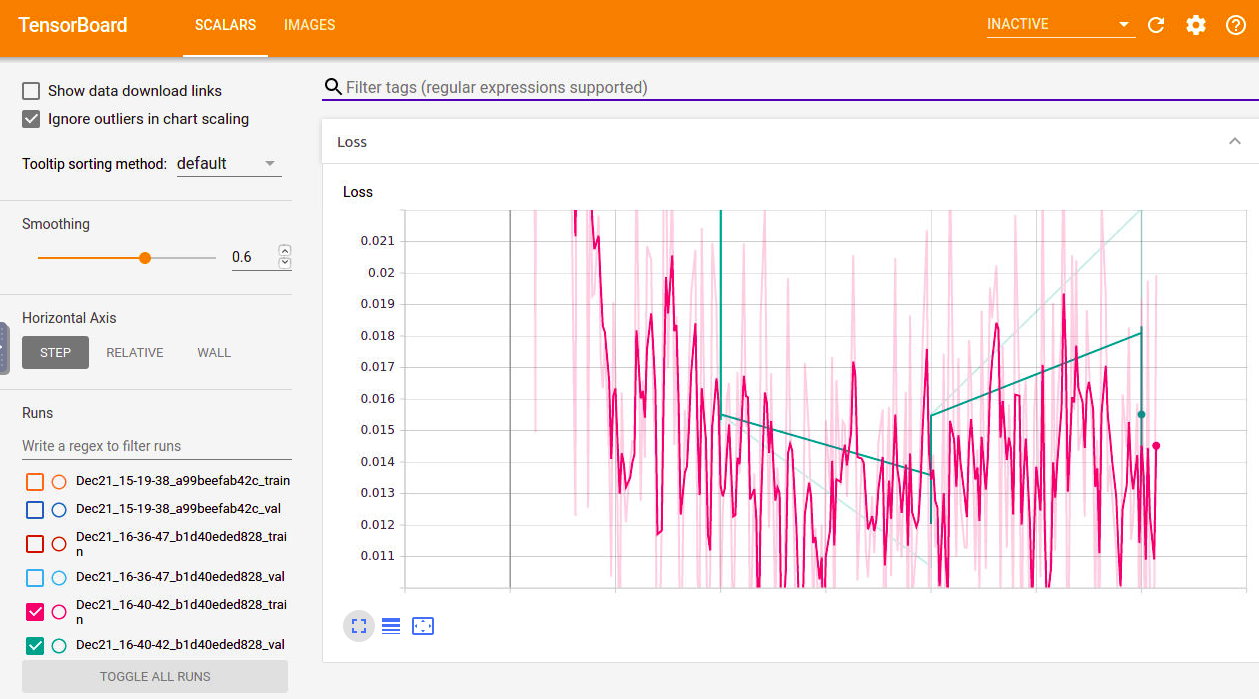 TensorBoard
SCALARS
IMAGES
INACTIVE
Show data download links
Ignore outliers in chart scaling
Tooltip sorting method: default
Smoothing
0.6
Horizontal Axis
STEP
RELATIVE
WALL
Runs
Write a regex to filter runs
Dec21_15-19-38_a99beefab42c_train
Dec21_15-19-38_a99beefab42c_val
Dec21_16-36-47_b1d40eded828_trai
n
Dec21_16-36-47_b1d40eded828_val
Dec21_16-40-42_b1d40eded828_trai
n
Dec21_16-40-42_b1d40eded828_val
TOGGLE ALL RUNS
Filter tags (regular expressions supported)
Loss
Loss
0.021
0.02
0.019
0.018
0.017
0.016
0.015
0.014
0.013
0.012
0.011